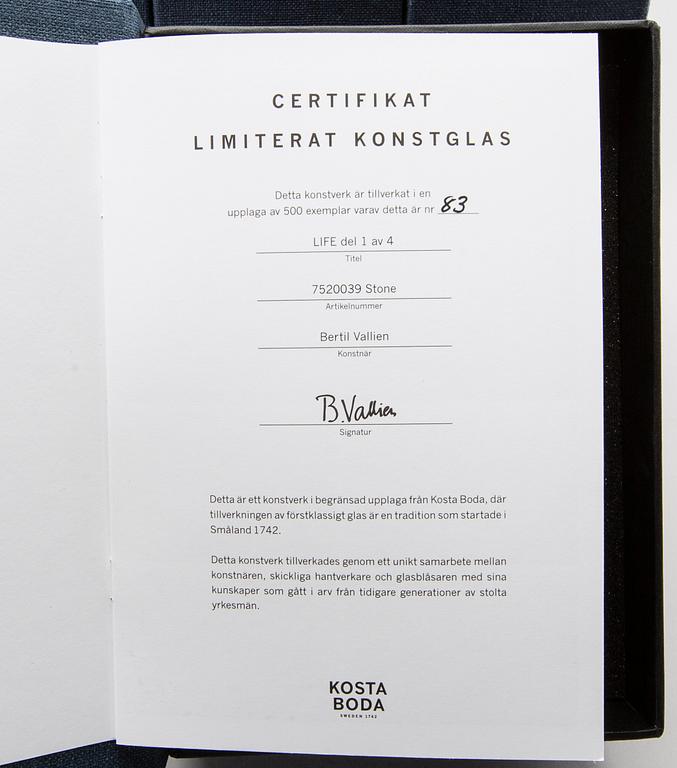 CERTIFIKAT
LIMITERAT KONSTGLAS
Detta konstverk är tillverkat i en
upplaga av 500 exemplar varav detta är nr 83
LIFE del 1 av 4
Titel
7520039 Stone
Artikelnummer
Bertil Vallien
Konstnär
B.Vallien
Signatur
Detta är ett konstverk i begränsad upplaga från Kosta Boda, där
tillverkningen av förstklassigt glas är en tradition som startade i
Småland 1742.
Detta konstverk tillverkades genom ett unikt samarbete mellan
konstnären, skickliga hantverkare och glasblåsaren med sina
kunskaper som gått i arv från tidigare generationer av stolta
yrkesmän.
KOSTA
BODA
SWEDEN 1742